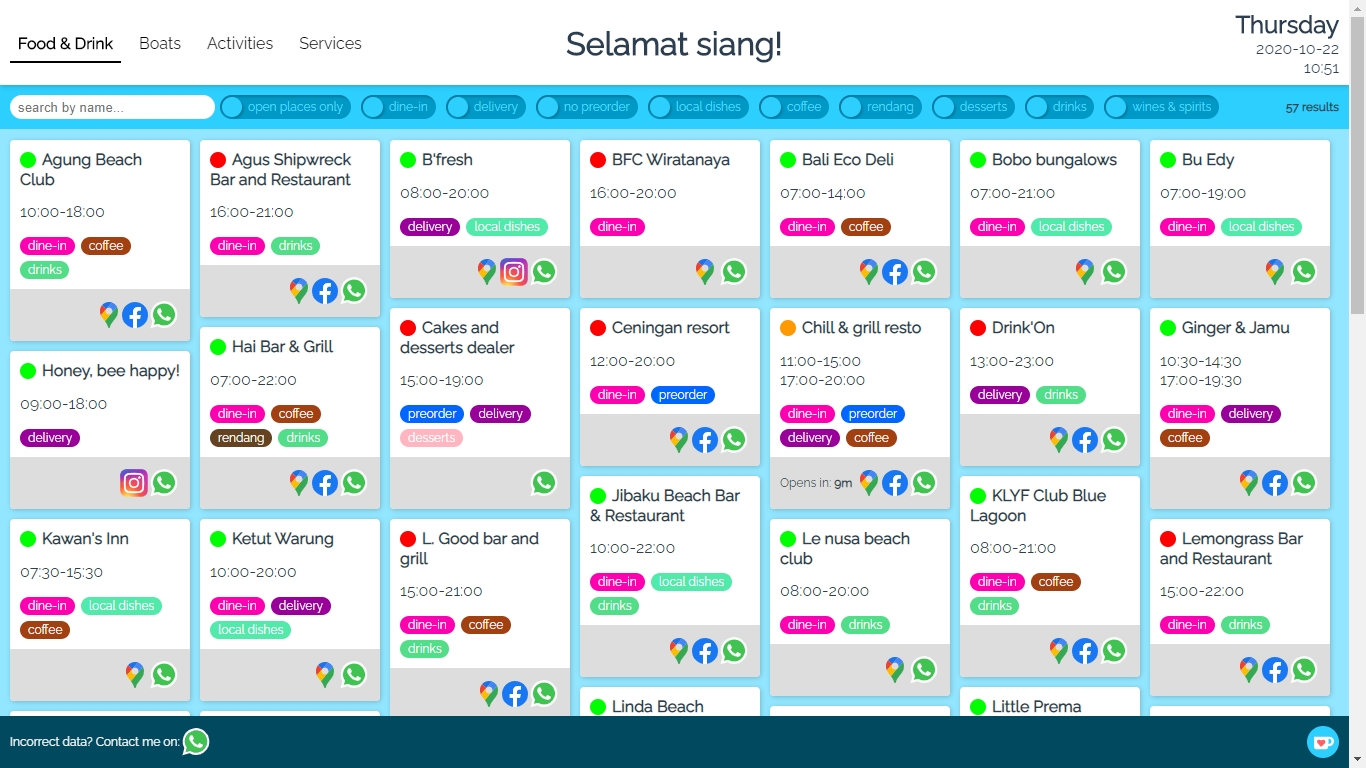 Food & Drink
Boats
Activities
Services
Selamat siang!
Thursday
2020-10-22
10:51
search by name...
open places only
dine-in
delivery
no preorder
local dishes
coffee
rendang
desserts
drinks
wines & spirits
57 results
Agung Beach
Club
10:00-18:00
dine-in coffee
drinks
Agus Shipwreck
Bar and Restaurant
16:00-21:00
dine-in drinks
B'fresh
08:00-20:00
delivery local dishes
BFC Wiratanaya
16:00-20:00
dine-in
Bali Eco Deli
07:00-14:00
dine-in coffee
Bobo bungalows
07:00-21:00
dine-in local dishes
Bu Edy
07:00-19:00
dine-in local dishes
Honey, bee happy!
09:00-18:00
delivery
Hai Bar & Grill
07:00-22:00
dine-in coffee
rendang drinks
Cakes and
desserts dealer
15:00-19:00
preorder delivery
desserts
Ceningan resort
12:00-20:00
dine-in preorder
Chill & grill resto
11:00-15:00
17:00-20:00
dine-in preorder
delivery coffee
Opens in: 9m
Drink'On
13:00-23:00
delivery drinks
Ginger & Jamu
10:30-14:30
17:00-19:30
dine-in delivery
coffee
Kawan's Inn
07:30-15:30
dine-in local dishes
coffee
Ketut Warung
10:00-20:00
dine-in delivery
local dishes
L. Good bar and
grill
15:00-21:00
dine-in coffee
drinks
Jibaku Beach Bar
& Restaurant
10:00-22:00
dine-in local dishes
drinks
Le nusa beach
club
08:00-20:00
dine-in drinks
KLYF Club Blue
Lagoon
08:00-21:00
dine-in coffee
drinks
Lemongrass Bar
and Restaurant
15:00-22:00
dine-in drinks
Linda Beach
Little Prema
Incorrect data? Contact me on: